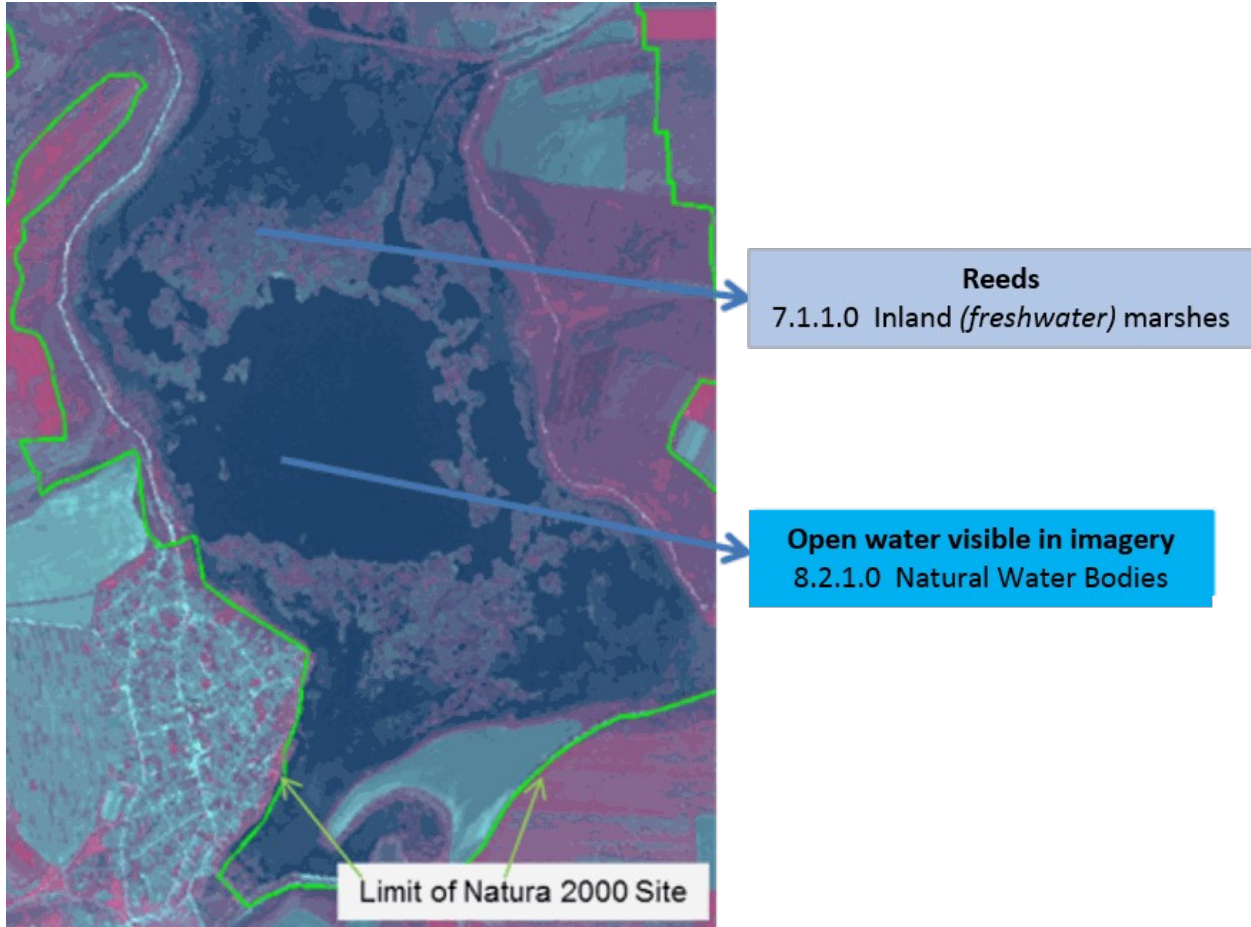 Reeds
7.1.1.0 Inland (freshwater) marshes
Open water visible in imagery
8.2.1.0 Natural Water Bodies
Limit of Natura 2000 Site